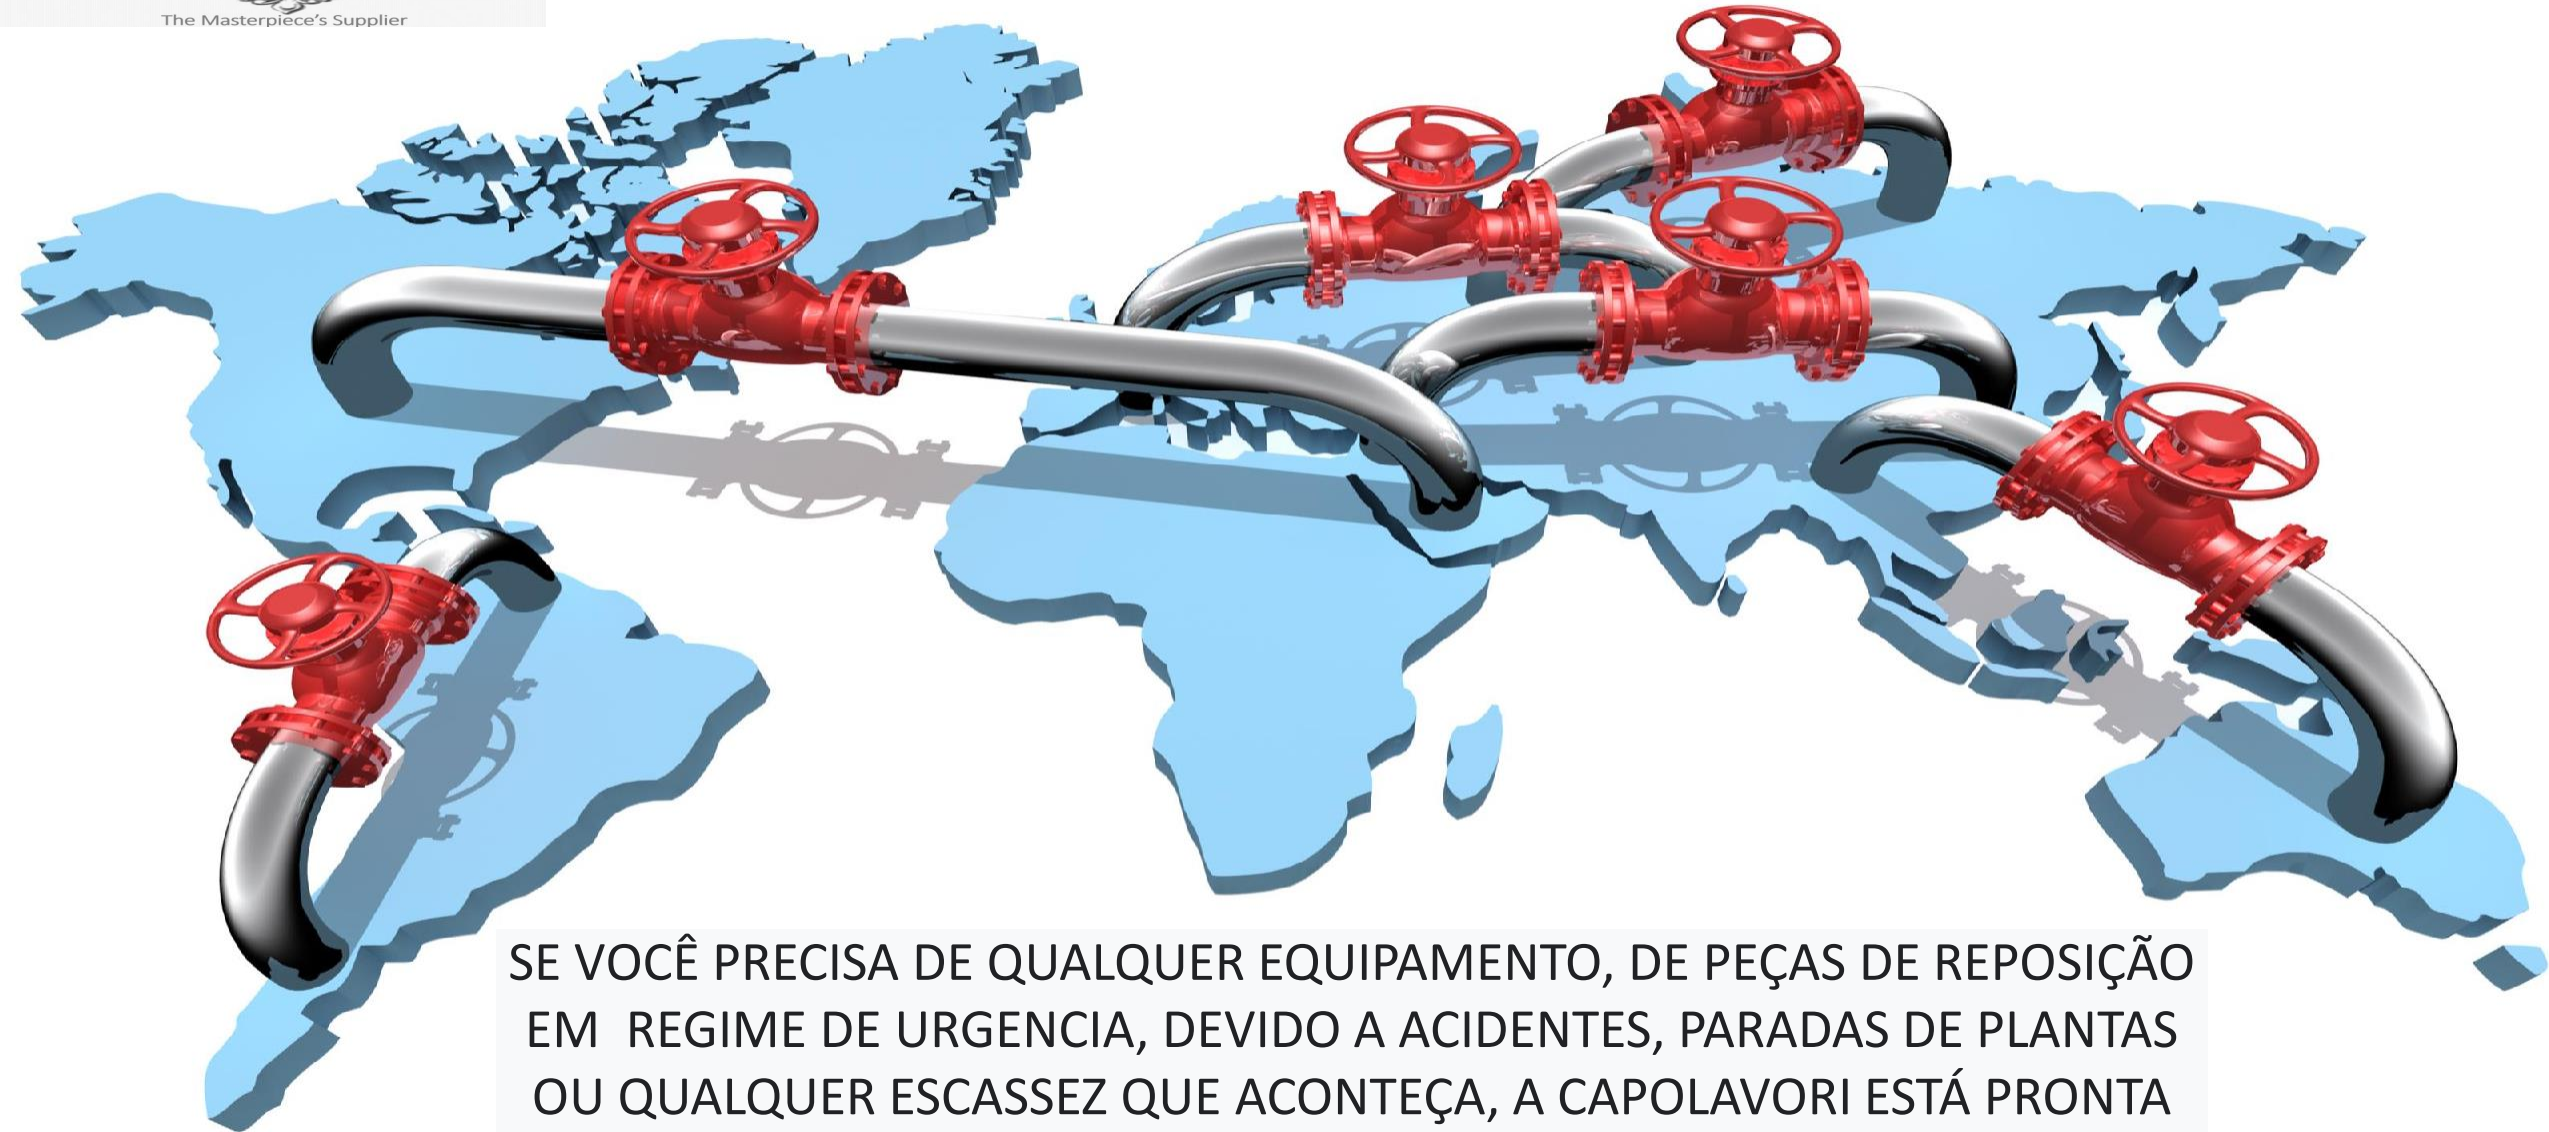 The Masterpiece's Supplier
SE VOCÊ PRECISA DE QUALQUER EQUIPAMENTO, DE PEÇAS DE REPOSIÇÃO
EM  REGIME DE URGENCIA, DEVIDO A ACIDENTES, PARADAS DE PLANTAS
OU QUALQUER ESCASSEZ QUE ACONTEÇA, A CAPOLAVORI ESTÁ PRONTA